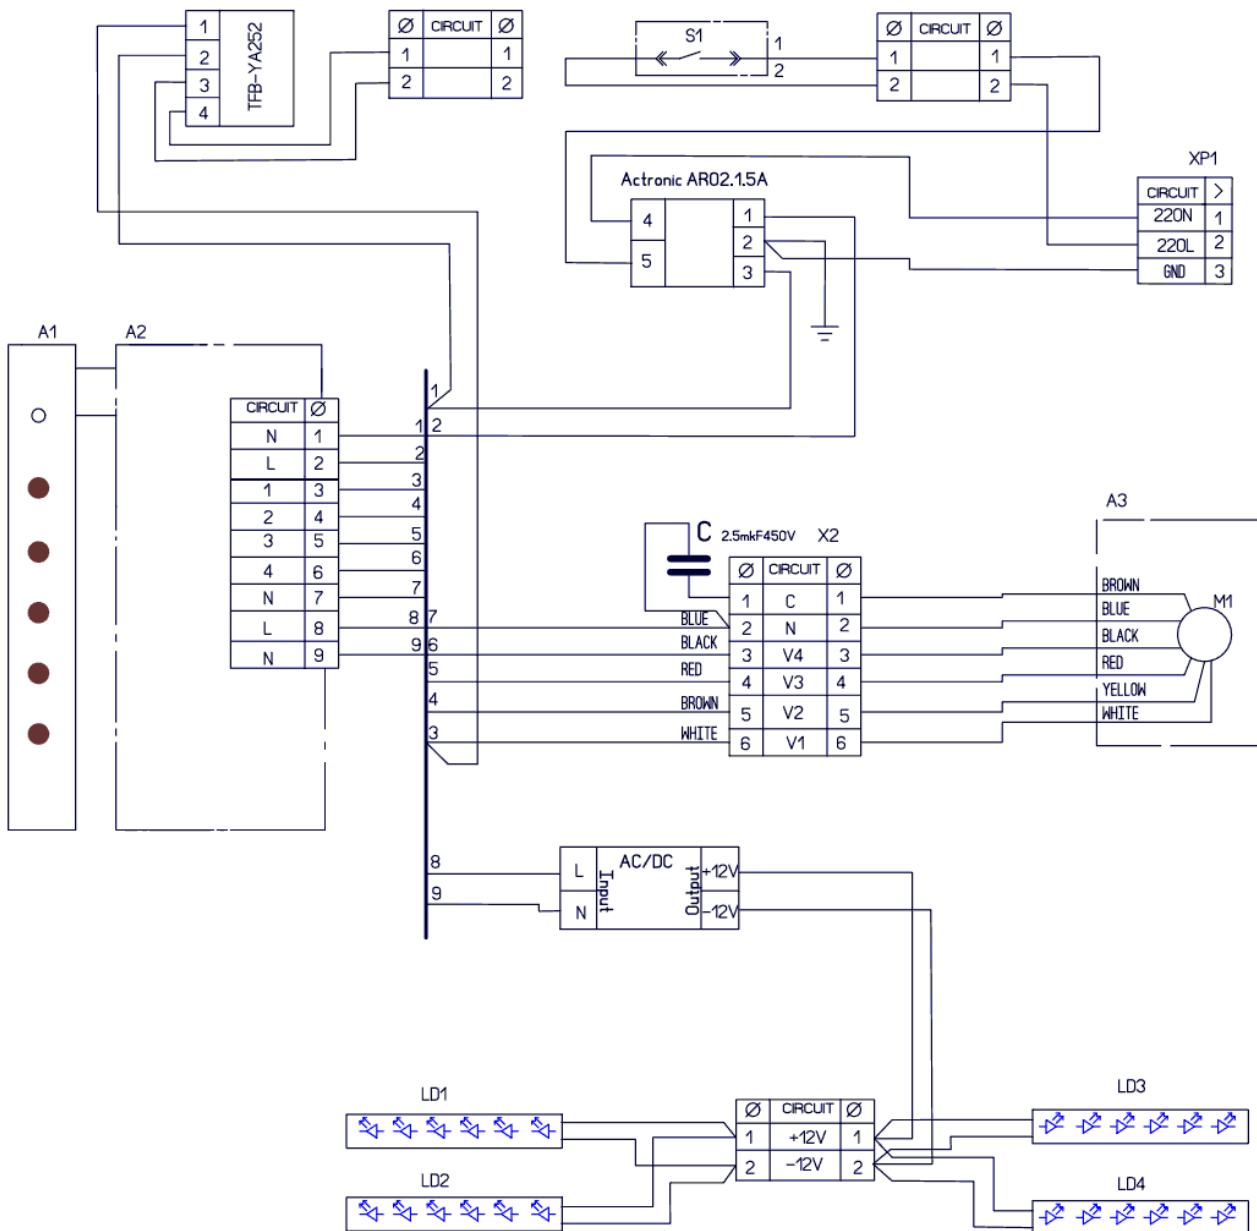 1
2
3
4
TFB-YA252
Ø CIRCUIT Ø
1 1
2 2
S1
1
2
Ø CIRCUIT Ø
1 1
2 2
Actronic AR02.1.5A
4 1
5 2
3
XP1
CIRCUIT >
220N 1
220L 2
GND 3
A1
A2
CIRCUIT Ø
N 1
L 2
1 3
2 4
3 5
4 6
N 7
L 8
N 9
1
1 2
2
3
4
5
6
7
8 7
9 6
5
4
3
8
9
C 2.5mkF450V X2
Ø CIRCUIT Ø
1 C 1
BLUE 2 N 2
BLACK 3 V4 3
RED 4 V3 4
BROWN 5 V2 5
WHITE 6 V1 6
A3
BROWN
BLUE
BLACK
RED
YELLOW
WHITE
M1
L Input AC/DC Output +12V
N -12V
LD1
LD2
Ø CIRCUIT Ø
1 +12V 1
2 -12V 2
LD3
LD4